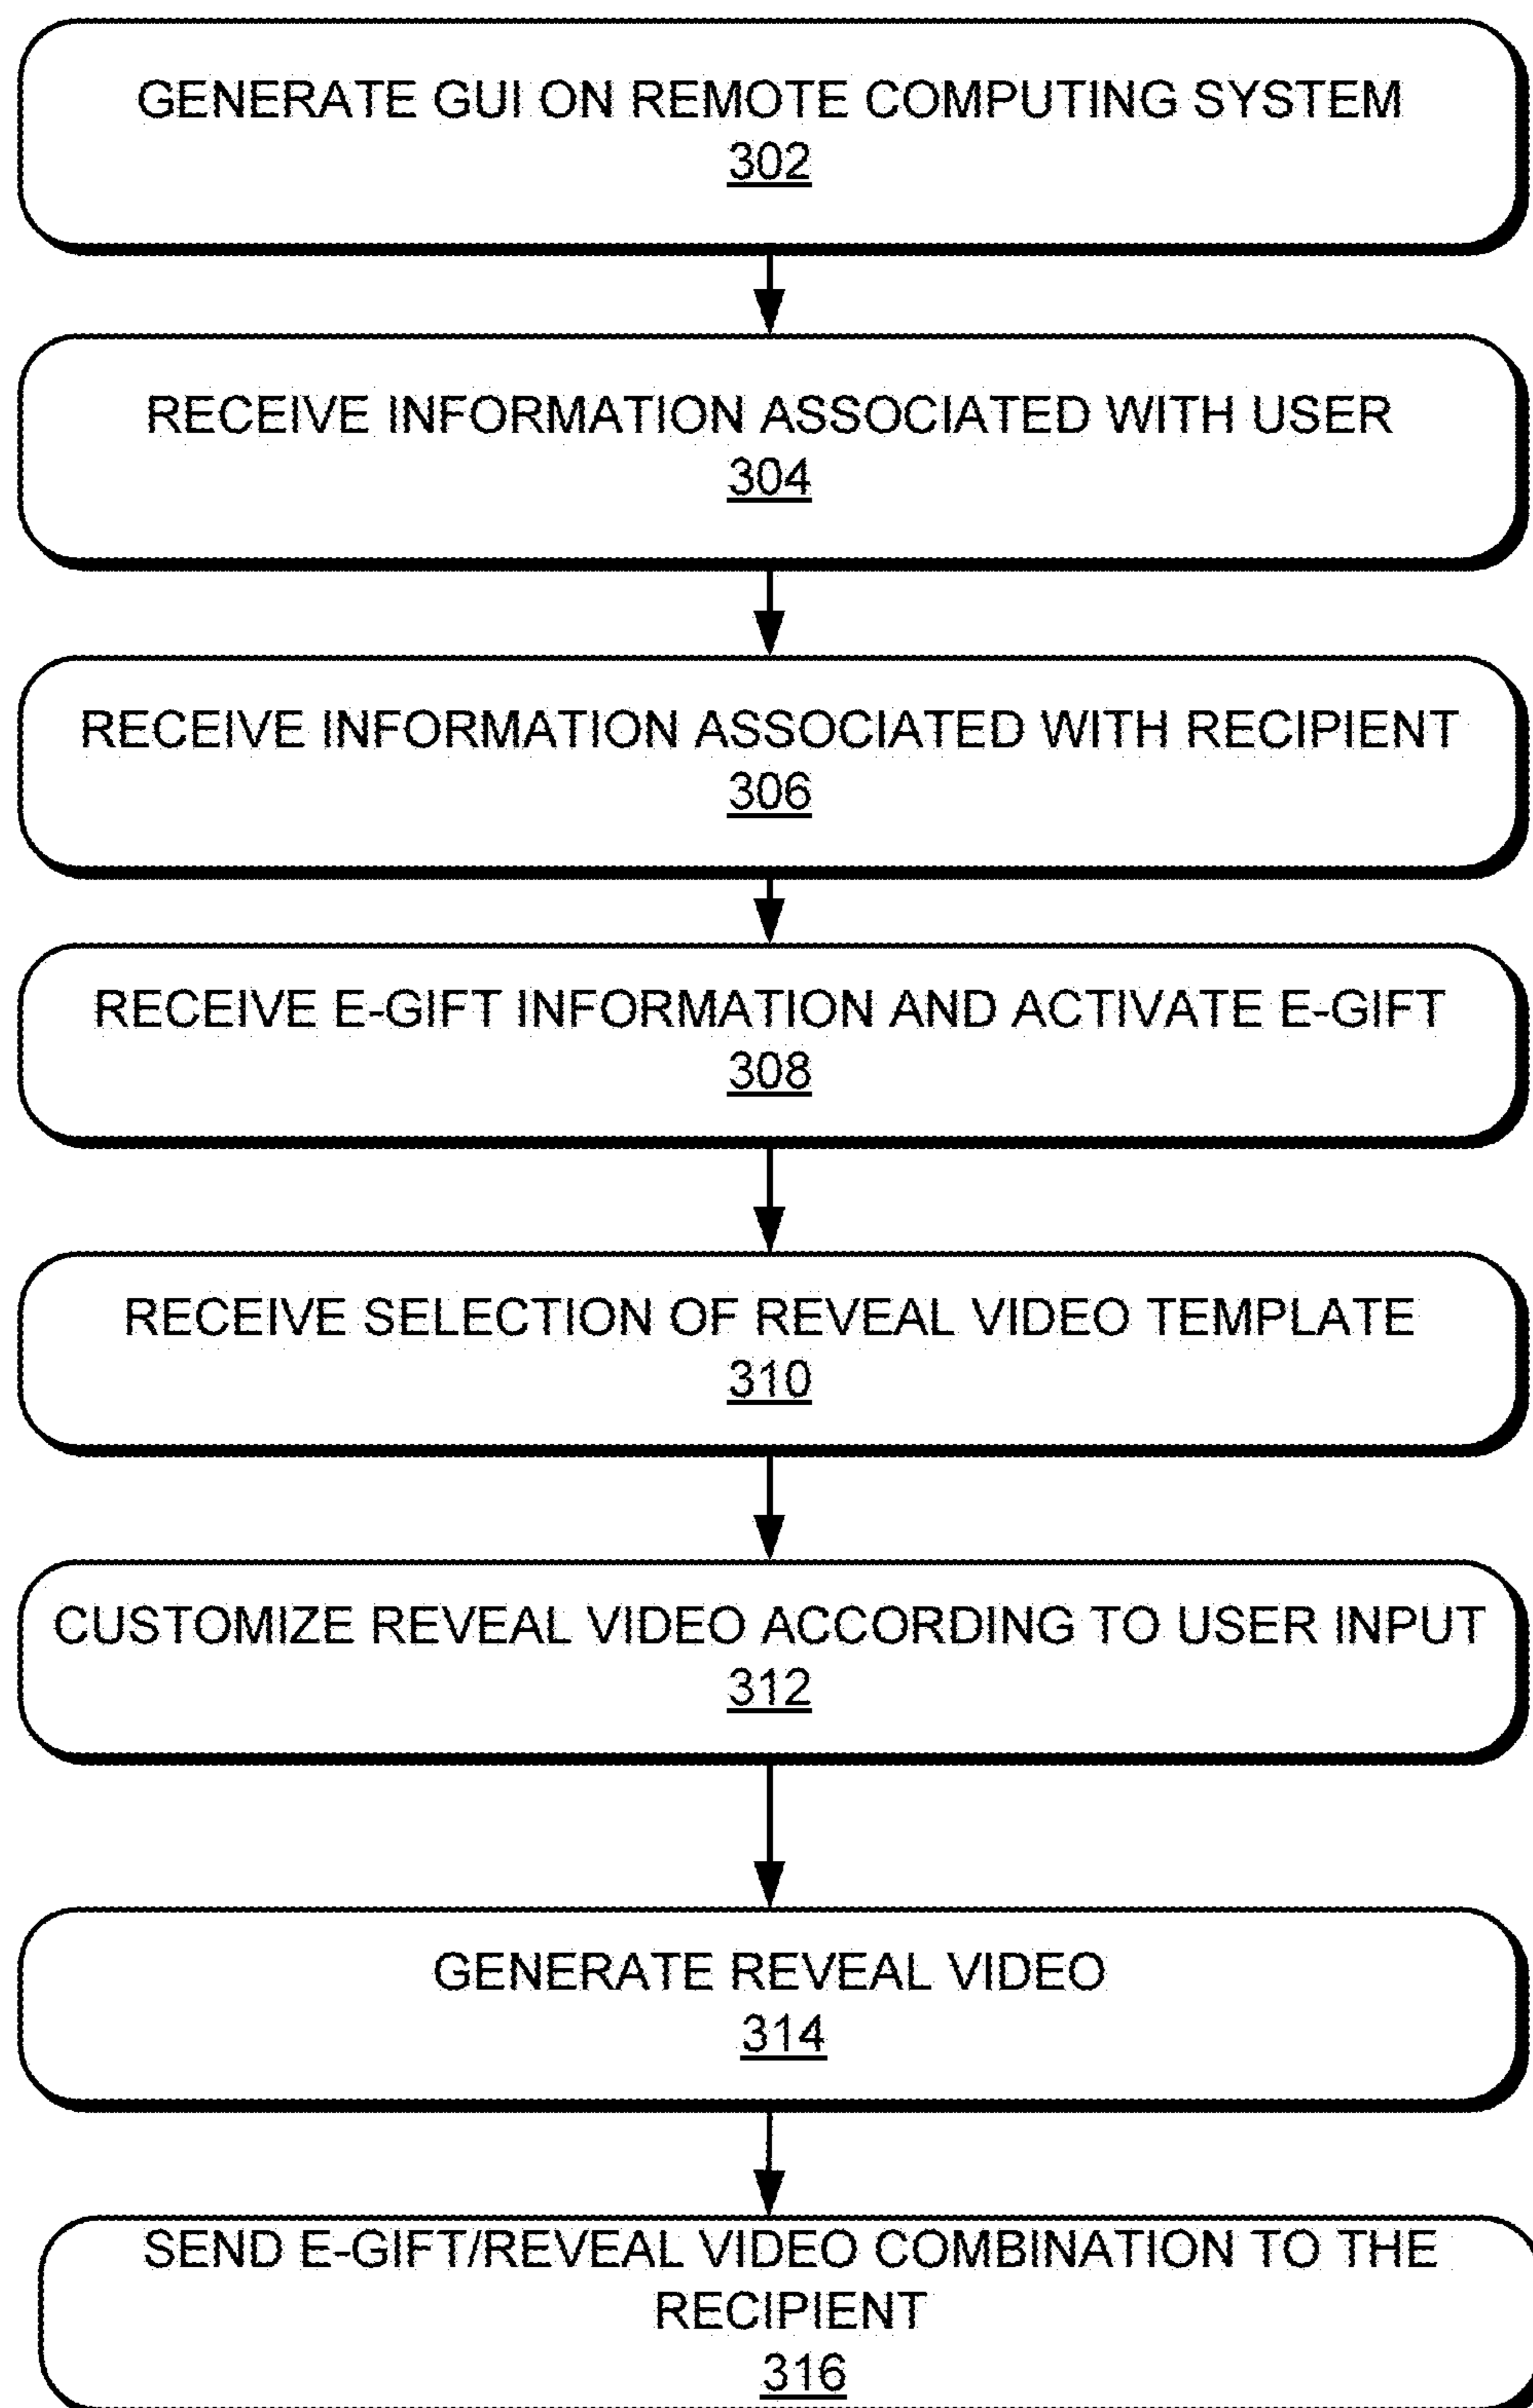 GENERATE GUI ON REMOTE COMPUTING SYSTEM
302
RECEIVE INFORMATION ASSOCIATED WITH USER
304
RECEIVE INFORMATION ASSOCIATED WITH RECIPIENT
306
RECEIVE E-GIFT INFORMATION AND ACTIVATE E-GIFT
308
RECEIVE SELECTION OF REVEAL VIDEO TEMPLATE
310
CUSTOMIZE REVEAL VIDEO ACCORDING TO USER INPUT
312
GENERATE REVEAL VIDEO
314
SEND E-GIFT/REVEAL VIDEO COMBINATION TO THE
RECIPIENT
316